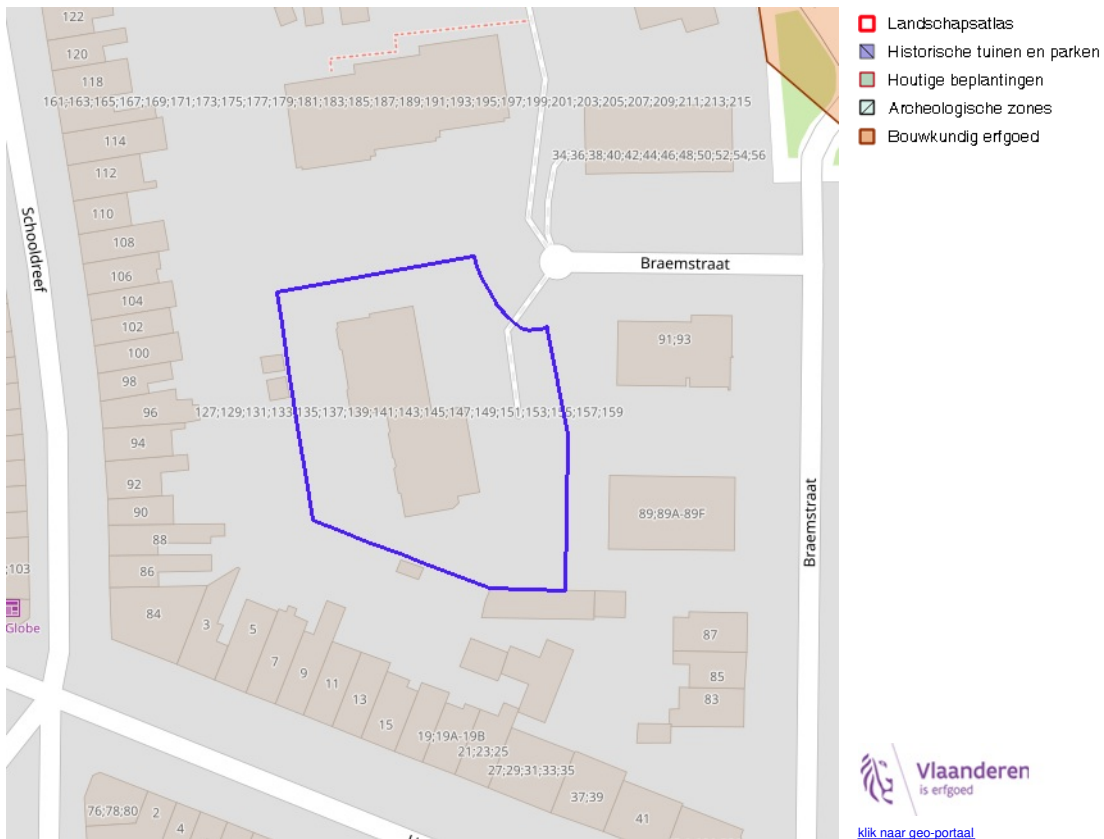 122
120
118
161;163;165;167;169;171;173;175;177;179;181;183;185;187;189;191;193;195;197;199;201;203;205;207;209;211;213;215
114
34;36;38;40;42;44;46;48;50;52;54;56
112
110
Schooldreef
108
106
104
102
100
98
96
Braemstraat
91;93
127;129;131;133;135;137;139;141;143;145;147;149;151;153;155;157;159
94
92
90
88
86
84
89;89A-89F
Braemstraat
;103
Globe
3
5
7
9
11
13
15
19;19A-19B
21;23;25
27;29;31;33;35
37;39
41
87
85
83
76;78;80
2
4
Landschapsatlas
Historische tuinen en parken
Houtige beplantingen
Archeologische zones
Bouwkundig erfgoed
Vlaanderen
is erfgoed
klik naar geo-portaal